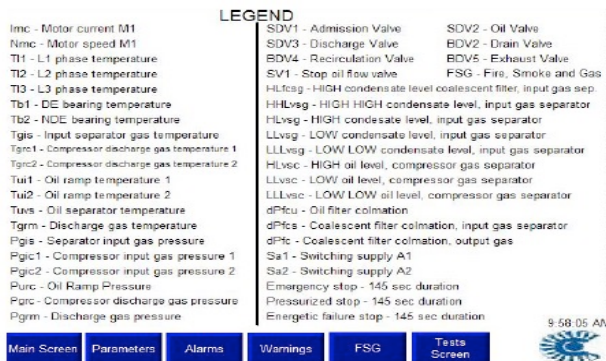 LEGEND
Imc - Motor current M1
Nmc - Motor speed M1
Tl1 - L1 phase temperature
Tl2 - L2 phase temperature
Tl3 - L3 phase temperature
Tb1 - DE bearing temperature
Tb2 - NDE bearing temperature
Tgis - Input separator gas temperature
Tgrc1 - Compressor discharge gas temperature 1
Tgrc2 - Compressor discharge gas temperature 2
Tui1 - Oil ramp temperature 1
Tui2 - Oil ramp temperature 2
Tuvs - Oil separator temperature
Tgrm - Discharge gas temperature
Pgis - Separator input gas pressure
Pgic1 - Compressor input gas pressure 1
Pgic2 - Compressor input gas pressure 2
Purc - Oil Ramp Pressure
Pgrc - Compressor discharge gas pressure
Pgrm - Discharge gas pressure
SDV1 - Admission Valve SDV2 - Oil Valve
SDV3 - Discharge Valve BDV2 - Drain Valve
BDV4 - Recirculation Valve BDV5 - Exhaust Valve
SV1 - Stop oil flow valve FSG - Fire, Smoke and Gas
HLfcsg - HIGH condensate level coalescent filter, input gas sep.
HHLvsg - HIGH HIGH condensate level, input gas separator
HLvsg - HIGH condensate level, input gas separator
LLvsg - LOW condensate level, input gas separator
LLLvsg - LOW LOW condensate level, input gas separator
HLvsc - HIGH oil level, compressor gas separator
LLvsc - LOW oil level, compressor gas separator
LLLvsc - LOW LOW oil level, compressor gas separator
dPfcu - Oil filter colmation
dPfcs - Coalescent filter colmation, input gas separator
dPfc - Coalescent filter colmation, output gas
Sa1 - Switching supply A1
Sa2 - Switching supply A2
Emergency stop - 145 sec duration
Pressurized stop - 145 sec duration
Energetic failure stop - 145 sec duration
9:58:05 AM
Main Screen Parameters Alarms Warnings FSG Tests Screen